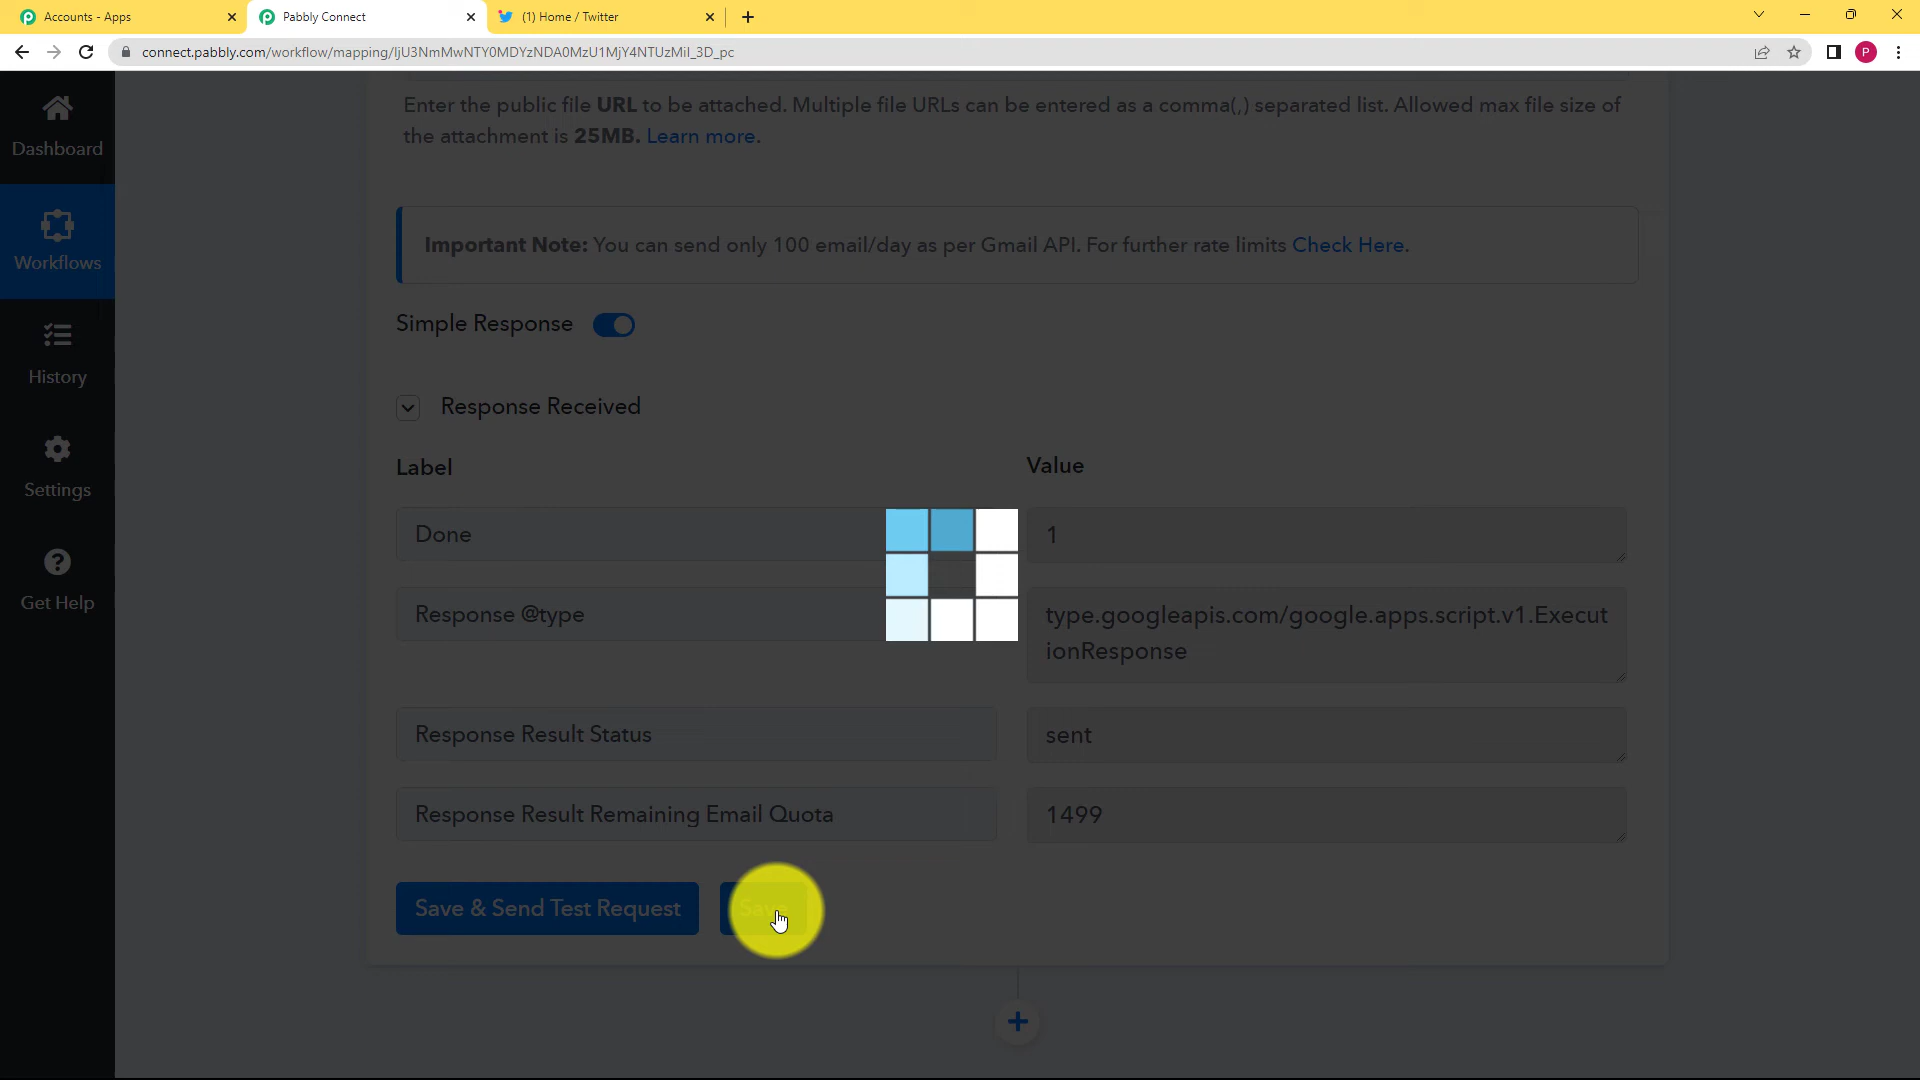 Accounts - Apps
Pabbly Connect
(1) Home / Twitter
connect.pabbly.com/workflow/mapping/IjU3NmMwNTY0MDYzNDA0MzU1MjY4NTUzMiI_3D_pc
P
Dashboard
Workflows
History
Settings
Get Help
Enter the public file URL to be attached. Multiple file URLs can be entered as a comma(,) separated list. Allowed max file size of
the attachment is 25MB. Learn more.
Important Note: You can send only 100 email/day as per Gmail API. For further rate limits Check Here.
Simple Response
Response Received
Label
Value
Done
1
Response @type
type.googleapis.com/google.apps.script.v1.Execut
ionResponse
Response Result Status
sent
Response Result Remaining Email Quota
1499
Save & Send Test Request
Save